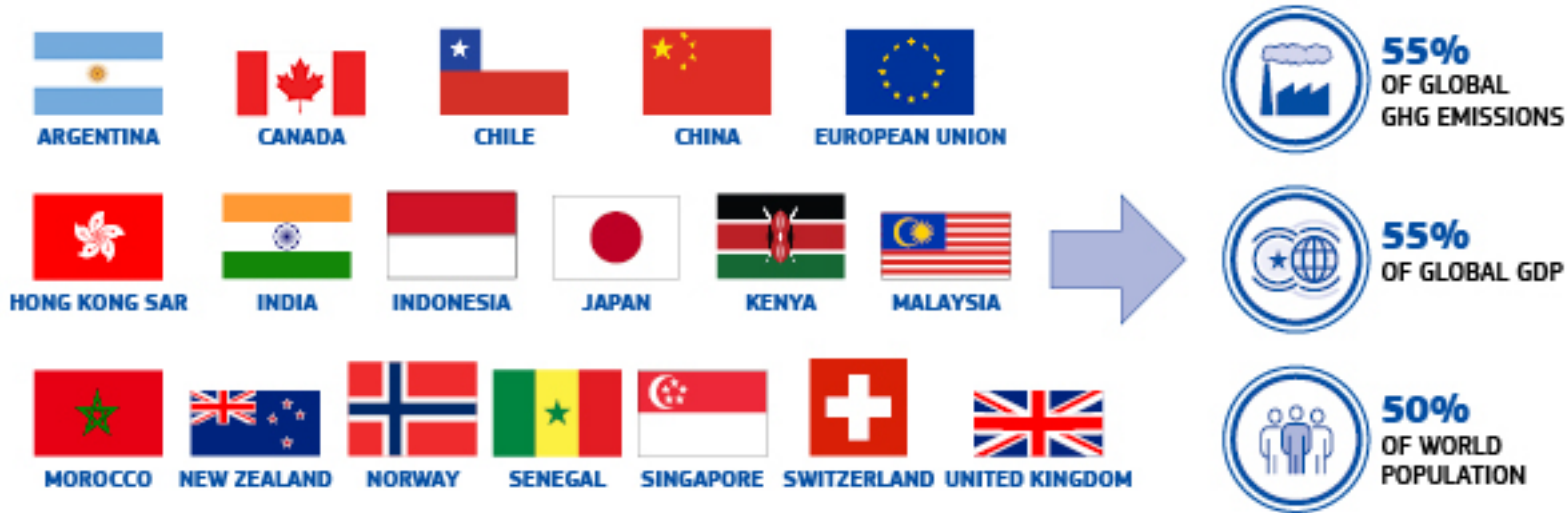 ARGENTINA
CANADA
CHILE
CHINA
EUROPEAN UNION
HONG KONG SAR
INDIA
INDONESIA
JAPAN
KENYA
MALAYSIA
MOROCCO
NEW ZEALAND
NORWAY
SENEGAL
SINGAPORE
SWITZERLAND
UNITED KINGDOM
55%
OF GLOBAL
GHG EMISSIONS
55%
OF GLOBAL GDP
50%
OF WORLD
POPULATION